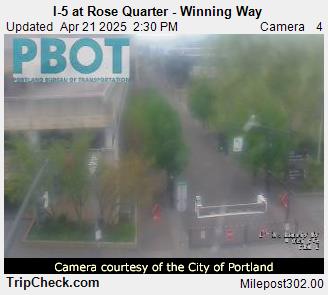 I-5 at Rose Quarter - Winning Way
Updated Apr 21 2025 2:30 PM Camera 4
PBOT
PORTLAND BUREAU OF TRANSPORTATION
Camera courtesy of the City of Portland
TripCheck.com Milepost302.00